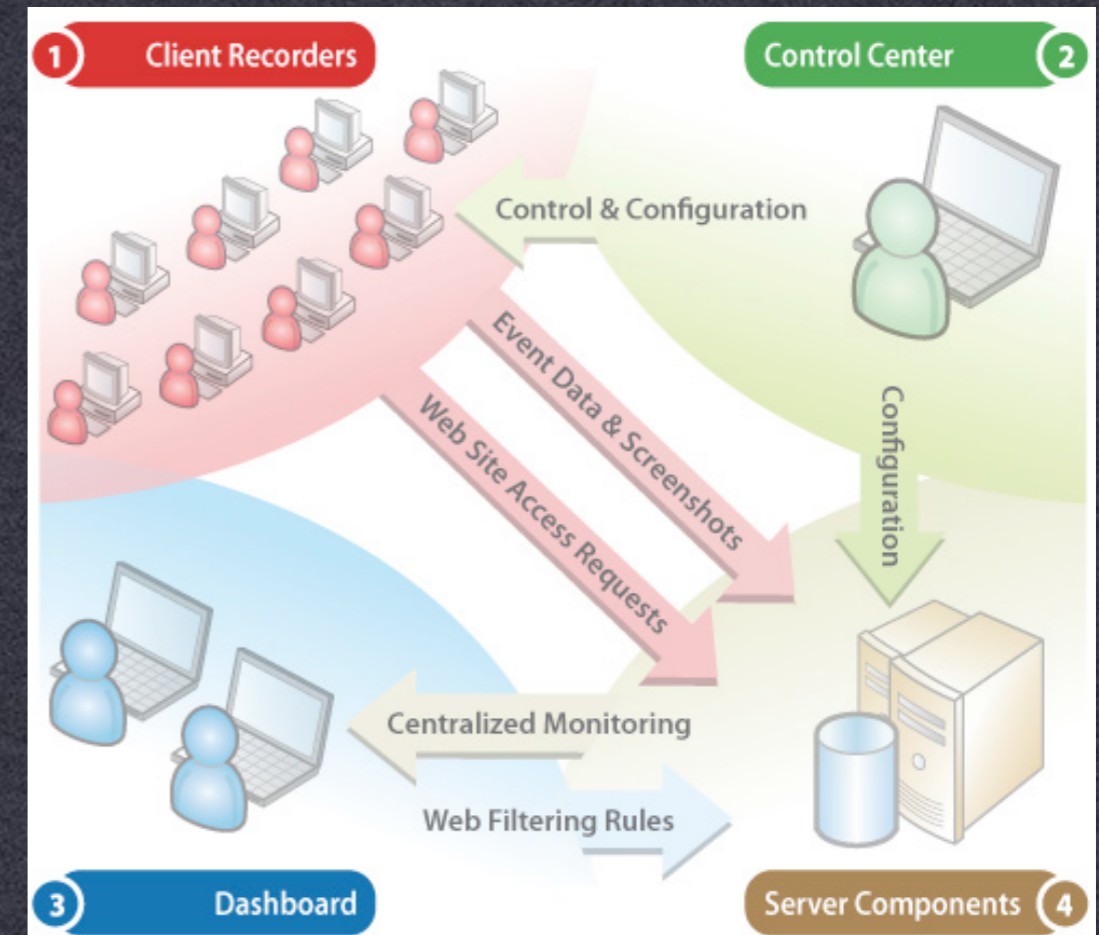 1 Client Recorders
Control Center 2
Control & Configuration
Event Data & Screenshots
Web Site Access Requests
Configuration
Centralized Monitoring
Web Filtering Rules
3 Dashboard
Server Components 4